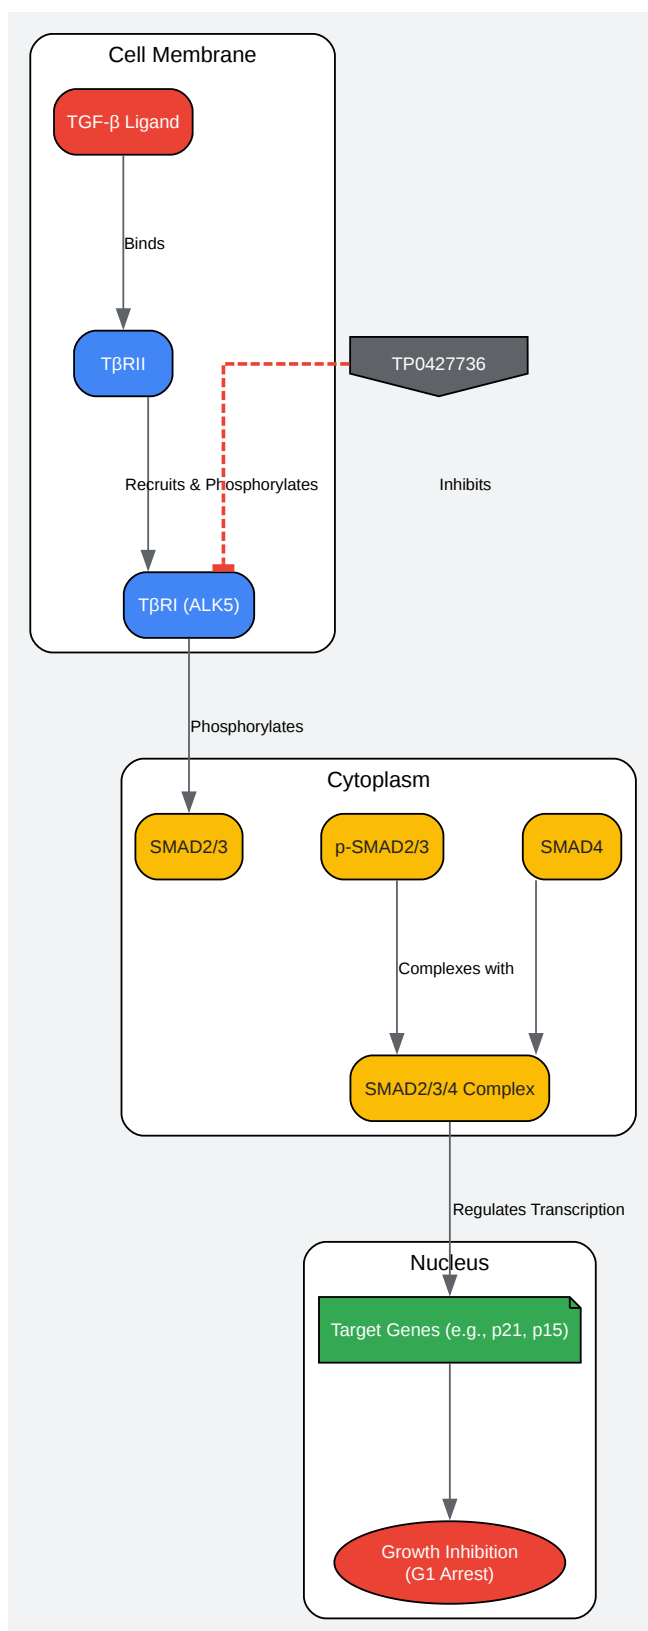 Cell Membrane
TGF-β Ligand
Binds
TβRII
TP0427736
Recruits & Phosphorylates
Inhibits
TβRI (ALK5)
Phosphorylates
Cytoplasm
SMAD2/3
p-SMAD2/3
SMAD4
Complexes with
SMAD2/3/4 Complex
Regulates Transcription
Nucleus
Target Genes (e.g., p21, p15)
Growth Inhibition
(G1 Arrest)